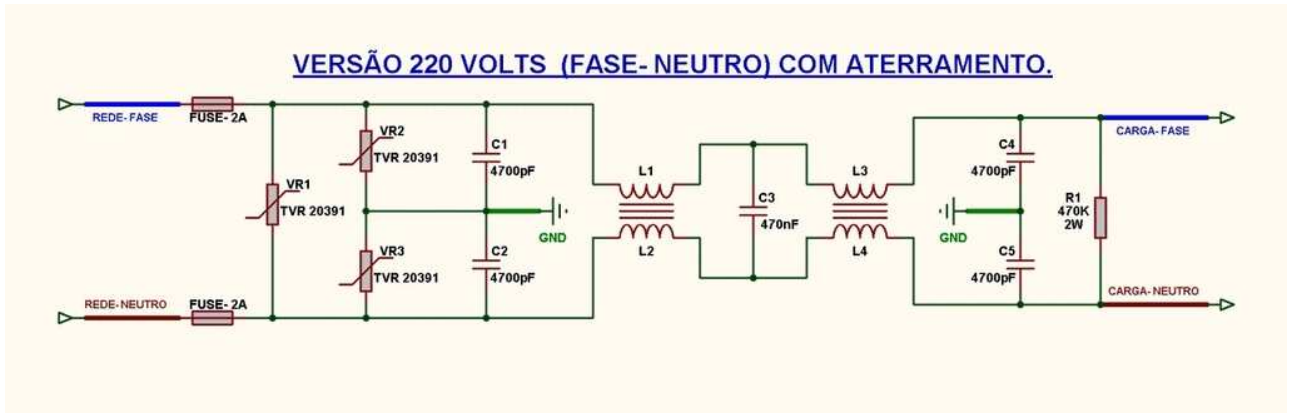 VERSÃO 220 VOLTS (FASE- NEUTRO) COM ATERRAMENTO.
REDE- FASE
FUSE- 2A
VR2
TVR 20391
C1
4700pF
VR1
TVR 20391
GND
VR3
TVR 20391
C2
4700pF
REDE- NEUTRO
FUSE- 2A
L1
L2
C3
470nF
L3
L4
C4
4700pF
GND
C5
4700pF
R1
470K
2W
CARGA- FASE
CARGA- NEUTRO